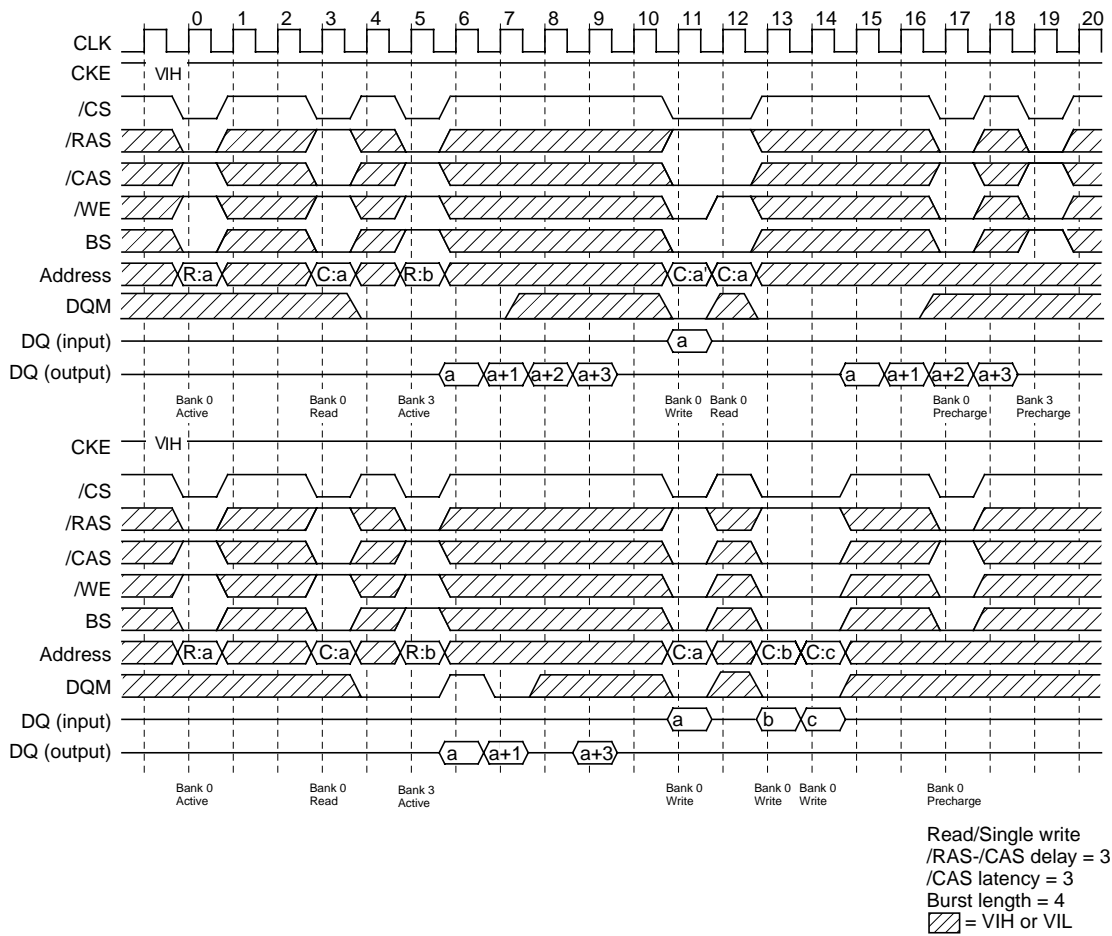 0 1 2 3 4 5 6 7 8 9 10 11 12 13 14 15 16 17 18 19 20
CLK
CKE VIH
/CS
/RAS
/CAS
/WE
BS
Address R:a C:a R:b C:a' C:a
DQM
DQ (input) a
DQ (output) a a+1 a+2 a+3 a a+1 a+2 a+3
Bank 0 Bank 0 Bank 3 Bank 0 Bank 0 Bank 0 Bank 3
Active Read Active Write Read Precharge Precharge
CKE VIH
/CS
/RAS
/CAS
/WE
BS
Address R:a C:a R:b C:a C:b C:c
DQM
DQ (input) a b c
DQ (output) a a+1 a+3
Bank 0 Bank 0 Bank 3 Bank 0 Bank 0 Bank 0 Bank 0
Active Read Active Write Write Write Precharge
Read/Single write
/RAS-/CAS delay = 3
/CAS latency = 3
Burst length = 4
= VIH or VIL